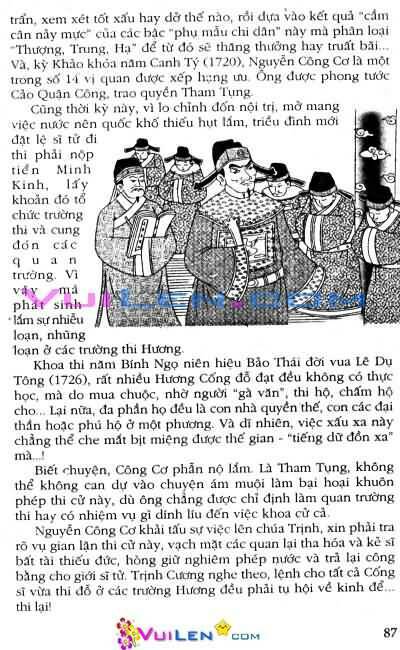 trấn, xem xét tốt xấu hay dở thế nào, rồi dựa vào kết quả "cầm
cân nảy mực" của các bậc "phụ mẫu chi dân" này mà phân loại
"Thượng, Trung, Hạ" để từ đó sẽ thăng thưởng hay truất bãi...
Và, kỳ Khảo khóa năm Canh Tý (1720), Nguyễn Công Cơ là một
trong số 14 vị quan được xếp hạng ưu. Ông được phong tước
Cảo Quận Công, trao quyền Tham Tụng.
Cũng thời kỳ này, vì lo chỉnh đốn nội trị, mở mang
việc nước nên quốc khố thiếu hụt lắm, triều đình mới
đặt lệ sĩ tử đi
thi phải nộp
tiền Minh
Kinh, lấy
khoản đó tổ
chức trường
thi và cung
đón các
quan
trường. Vì
vậy mà
phát sinh
lắm sự nhiễu
loạn, nhũng
loạn ở các trường thi Hương.
VuiLen.com
Khoa thi năm Bính Ngọ niên hiệu Bảo Thái đời vua Lê Dụ
Tông (1726), rất nhiều Hương Cống đỗ đạt đều không có thực
học, mà do mua chuộc, nhờ người "gà văn", thi hộ, chấm hộ
cho... Lại nữa, đa phần họ đều là con nhà quyền thế, con các đại
thần hoặc phú hộ ở một phương. Và dĩ nhiên, việc xấu xa này
chẳng thể che mắt bịt miệng được thế gian - "tiếng dữ đồn xa"
mà...!
Biết chuyện, Công Cơ phẫn nộ lắm. Là Tham Tụng, không
thể không can dự vào chuyện ám muội làm bại hoại khuôn
phép thi cử này, dù ông chẳng được chỉ định làm quan trường
thi hay có nhiệm vụ gì dính líu đến việc khoa cử cả.
Nguyễn Công Cơ khải tấu sự việc lên chúa Trịnh, xin phải tra
rõ vụ gian lận thi cử này, vạch mặt các quan lại tha hóa và kẻ sĩ
bất tài thiếu đức, hòng giữ nghiêm phép nước và trả lại công
bằng cho giới sĩ tử. Trịnh Cương nghe theo, lệnh cho tất cả Cống
sĩ vừa thi đỗ ở các trường Hương đều phải tụ hội về kinh để...
thi lại!
87
VuiLen.com